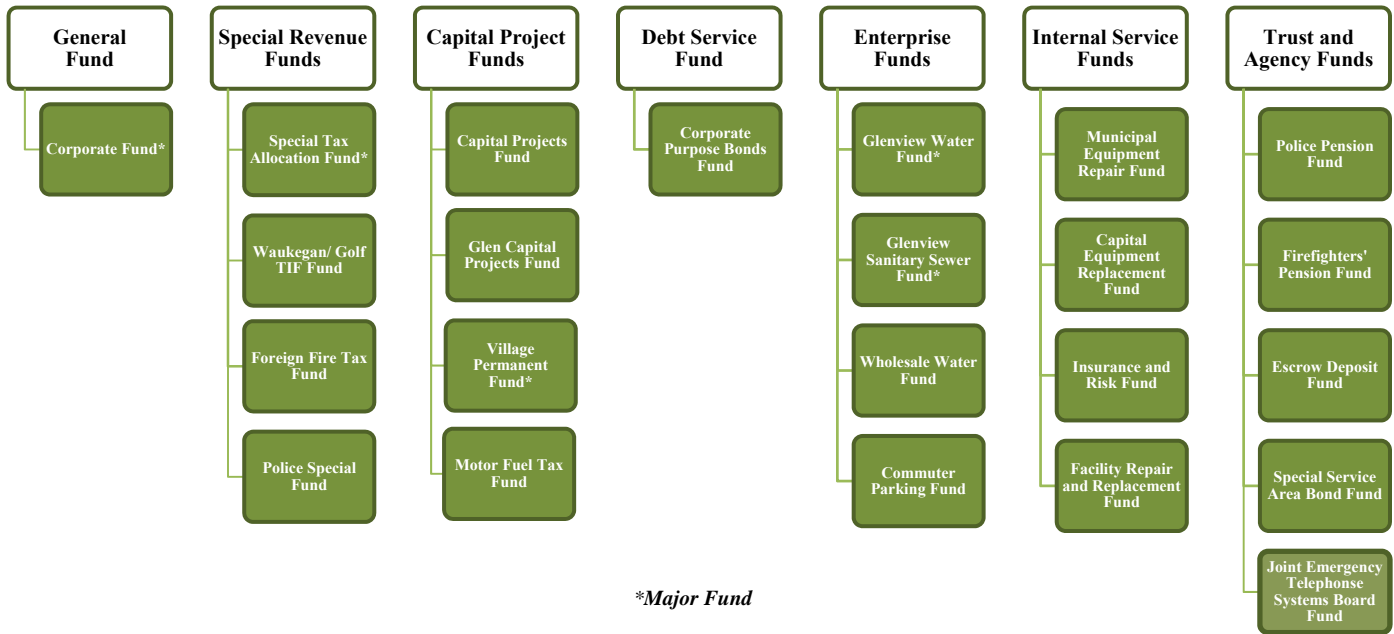 General
Fund
Corporate Fund*
Special Revenue
Funds
Special Tax
Allocation Fund*
Waukegan/ Golf
TIF Fund
Foreign Fire Tax
Fund
Police Special
Fund
Capital Project
Funds
Capital Projects
Fund
Glen Capital
Projects Fund
Village
Permanent
Fund*
Motor Fuel Tax
Fund
Debt Service
Fund
Corporate
Purpose Bonds
Fund
Enterprise
Funds
Glenview Water
Fund*
Glenview
Sanitary Sewer
Fund*
Wholesale Water
Fund
Commuter
Parking Fund
Internal Service
Funds
Municipal
Equipment
Repair Fund
Capital
Equipment
Replacement
Fund
Insurance and
Risk Fund
Facility Repair
and Replacement
Fund
Trust and
Agency Funds
Police Pension
Fund
Firefighters'
Pension Fund
Escrow Deposit
Fund
Special Service
Area Bond Fund
Joint Emergency
Telephonse
Systems Board
Fund
*Major Fund